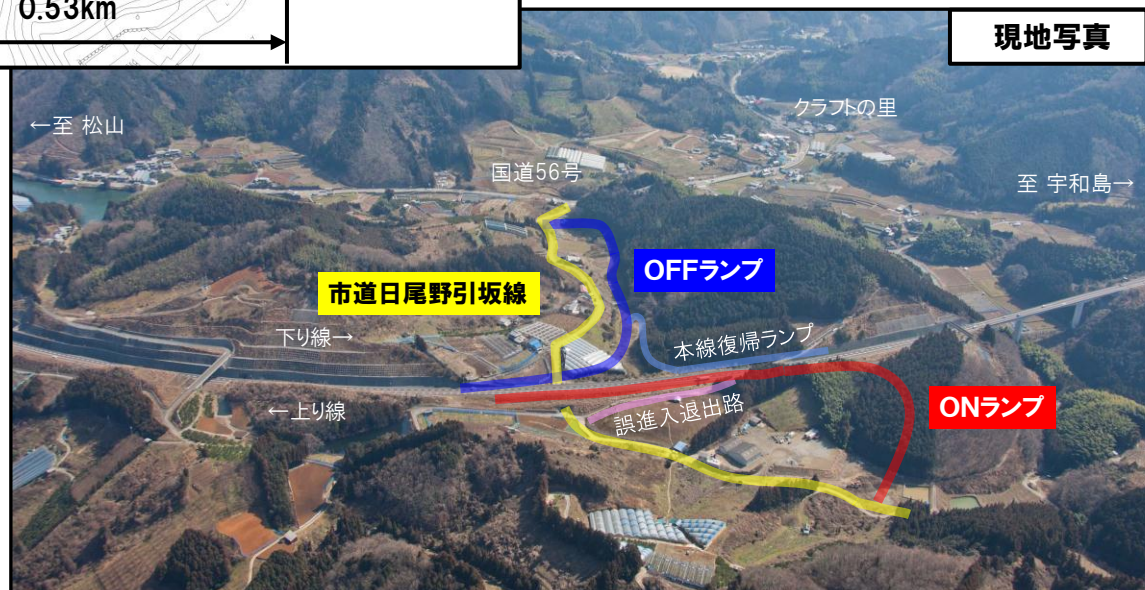 0.53km
現地写真
←至 松山
クラフトの里
国道56号
至 宇和島→
OFFランプ
市道日尾野引坂線
下り線→
本線復帰ランプ
←上り線
誤進入退出路
ONランプ